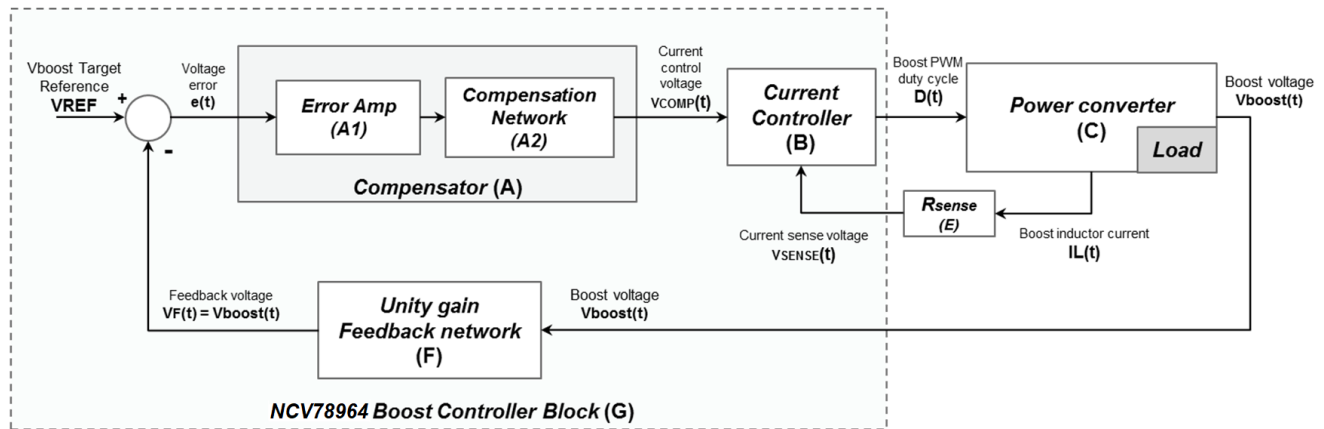 Vboost Target
Reference
VREF
+
-
Voltage
error
e(t)
Error Amp
(A1)
Compensation
Network
(A2)
Compensator (A)
Current
control
voltage
VCOMP(t)
Current
Controller
(B)
Boost PWM
duty cycle
D(t)
Power converter
(C)
Load
Boost voltage
Vboost(t)
Rsense
(E)
Current sense voltage
VSENSE(t)
Boost inductor current
IL(t)
Feedback voltage
VF(t) = Vboost(t)
Unity gain
Feedback network
(F)
Boost voltage
Vboost(t)
NCV78964 Boost Controller Block (G)